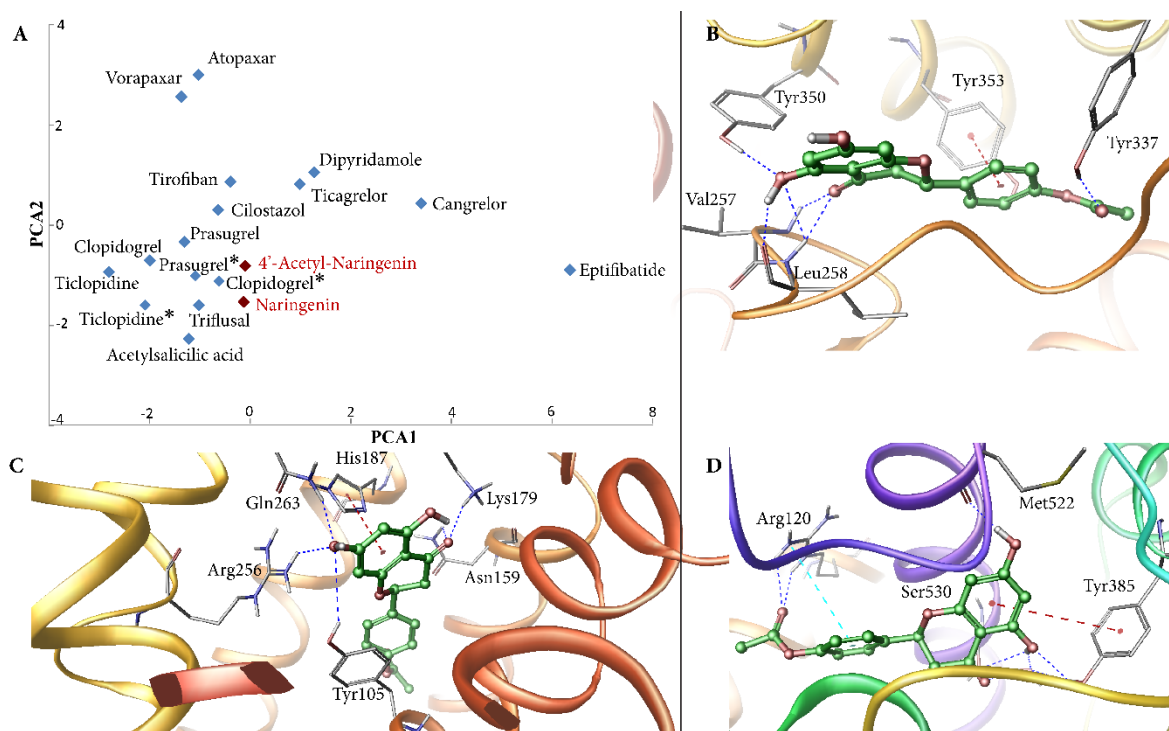 A
4
2
0
-2
-4
PCA2
Atopaxar
Vorapaxar
Dipyridamole
Tirofiban
Ticagrelor
Cilostazol
Cangrelor
Prasugrel
Clopidogrel
Prasugrel*
4'-Acetyl-Naringenin
Ticlopidine
Clopidogrel*
Eptifibatide
Naringenin
Ticlopidine*
Triflusal
Acetylsalicilic acid
-2 0 2 4 6 8
PCA1
B
Tyr350
Tyr353
Tyr337
Val257
Leu258
C
His187
Gln263
Lys179
Arg256
Asn159
Tyr105
D
Met522
Arg120
Ser530
Tyr385